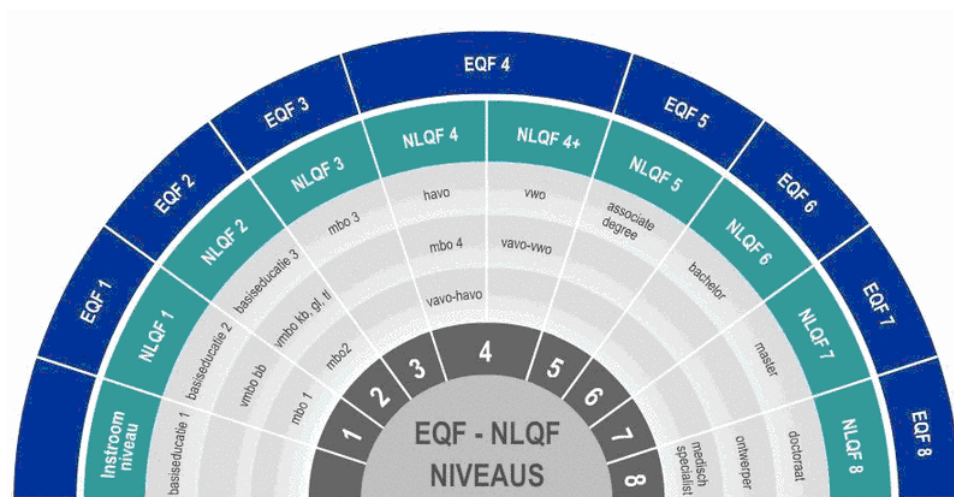 EQF 1
EQF 2
EQF 3
EQF 4
EQF 5
EQF 6
EQF 7
EQF 8
Instroom
niveau
NLQF 1
NLQF 2
NLQF 3
NLQF 4
NLQF 4+
NLQF 5
NLQF 6
NLQF 7
NLQF 8
basiseducatie 1
basiseducatie 2
vmbo bb
mbo 1
basiseducatie 3
vmbo kb, gl, tl
mbo2
mbo 3
havo
mbo 4
vavo-havo
vwo
vavo-vwo
associate
degree
bachelor
master
doctoraat
ontwerper
medisch
specialist
1
2
3
4
5
6
7
8
EQF - NLQF
NIVEAUS